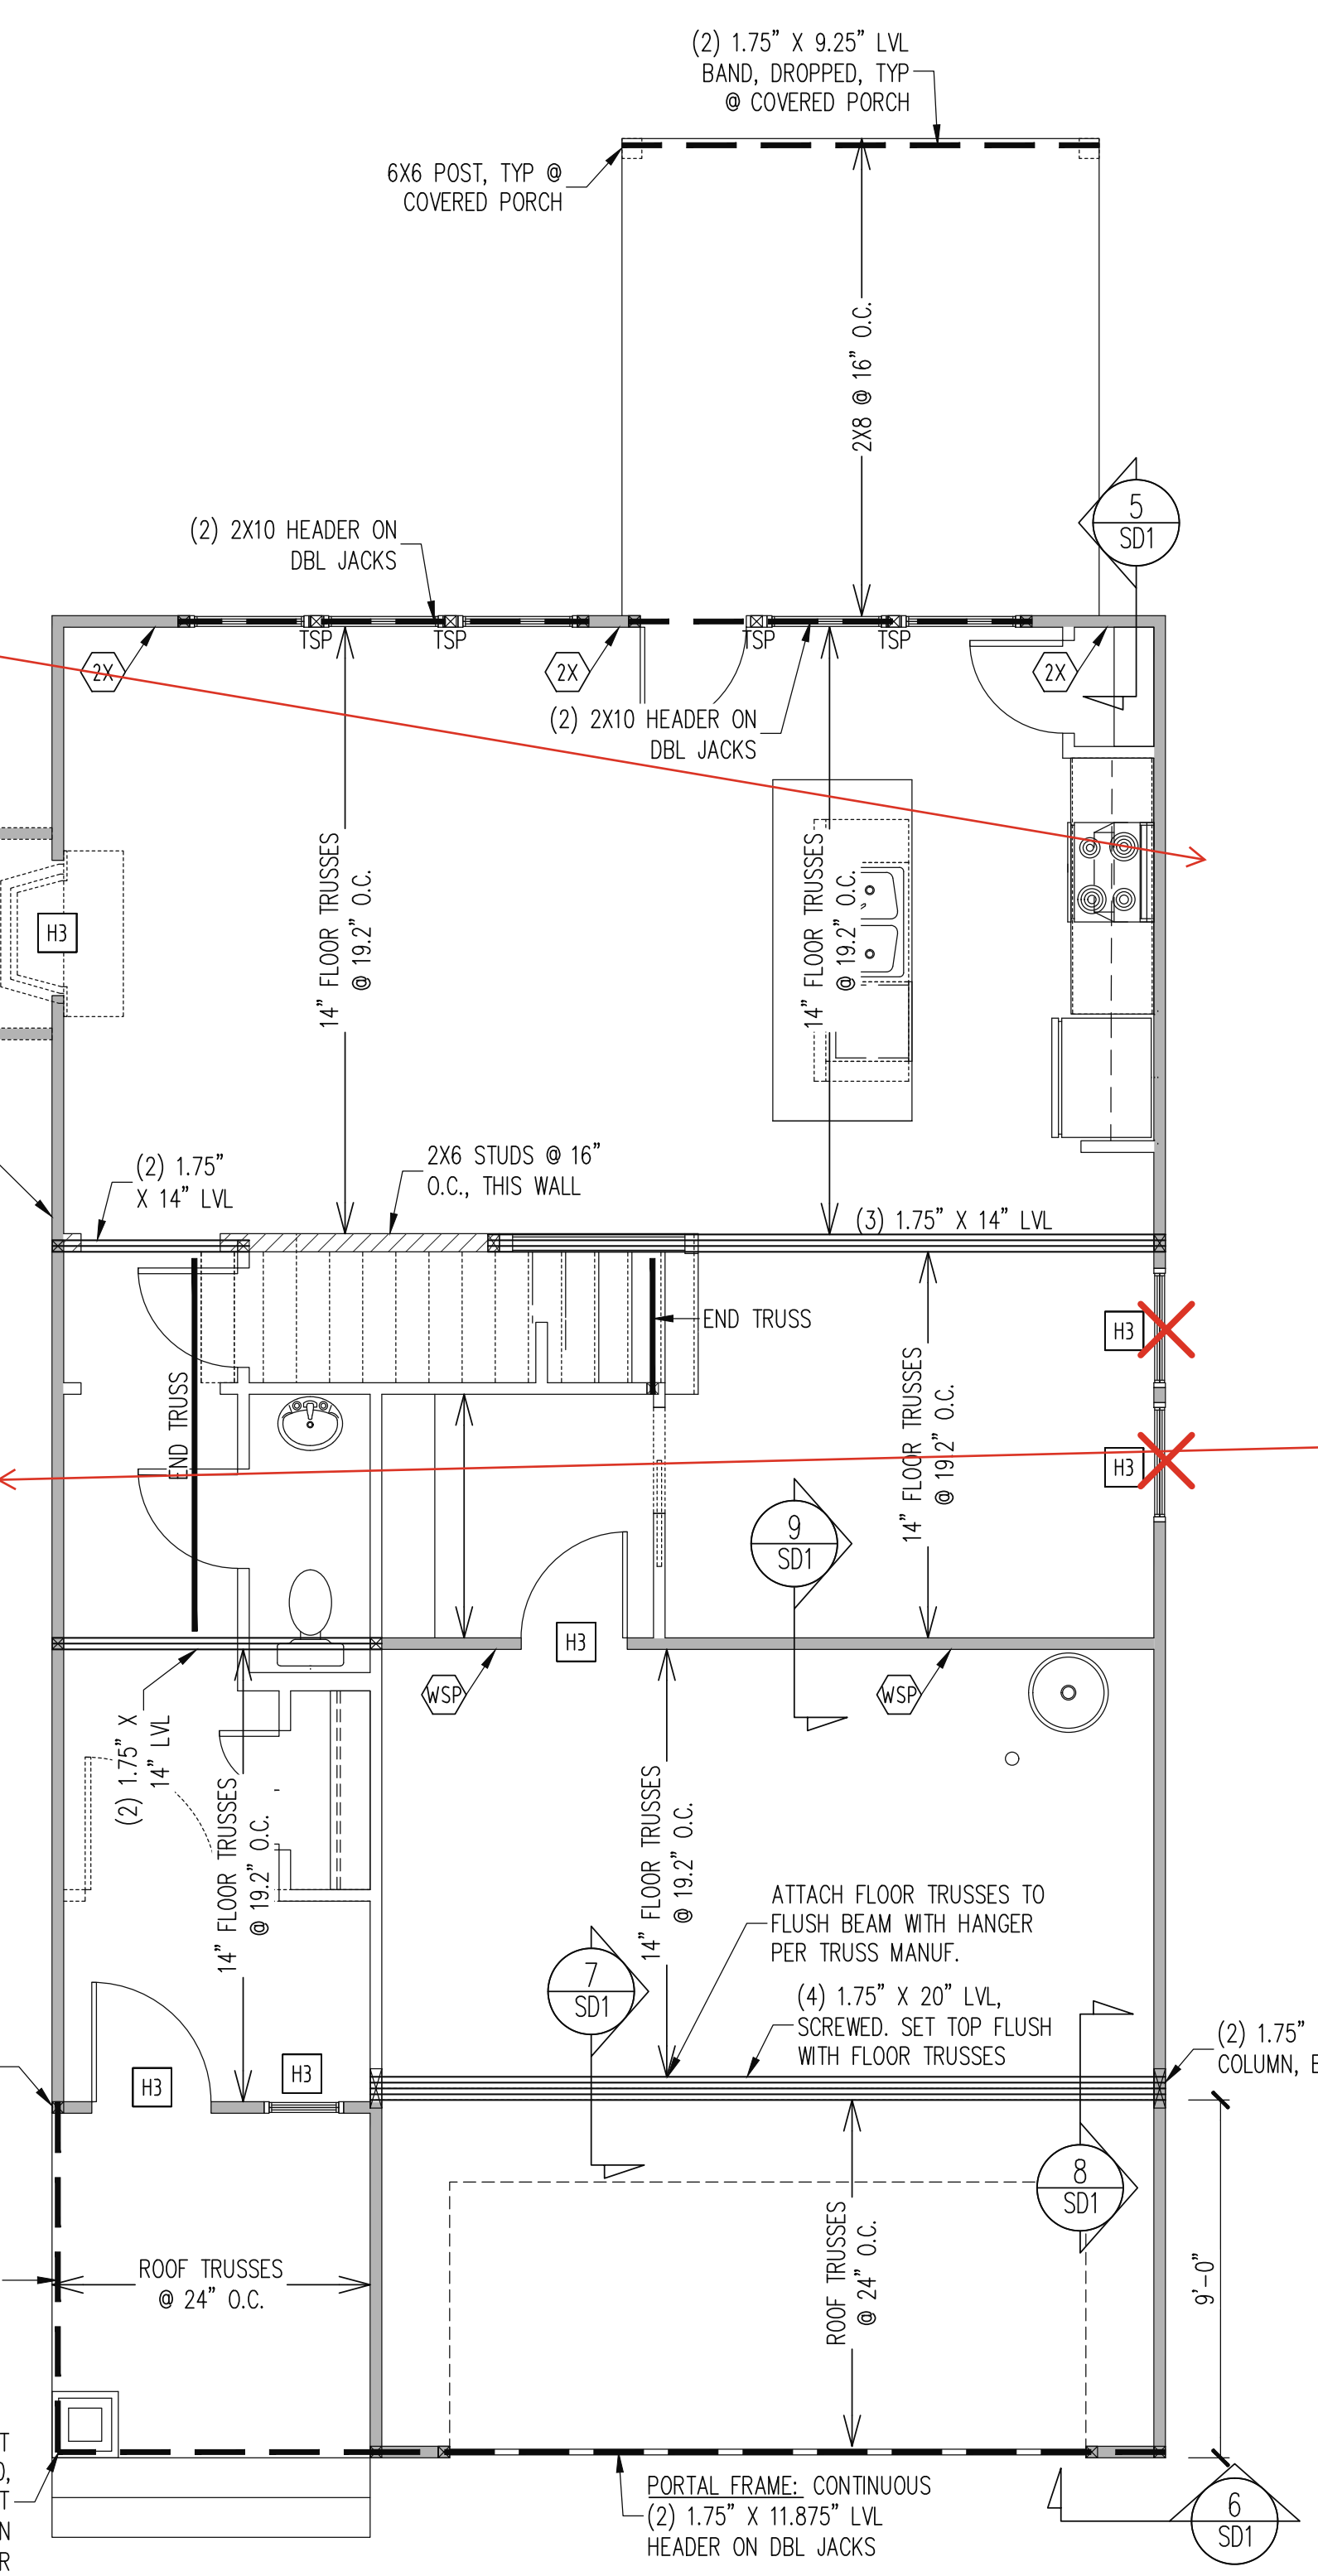 (2) 1.75" X 9.25" LVL
BAND, DROPPED, TYP
@ COVERED PORCH
6X6 POST, TYP @
COVERED PORCH
2X8 @ 16" O.C.
5
SD1
(2) 2X10 HEADER ON
DBL JACKS
TSP
TSP
TSP
TSP
2X
2X
2X
(2) 2X10 HEADER ON
DBL JACKS
14" FLOOR TRUSSES
@ 19.2" O.C.
14" FLOOR TRUSSES
@ 19.2" O.C.
H3
(2) 1.75"
X 14" LVL
2X6 STUDS @ 16"
O.C., THIS WALL
(3) 1.75" X 14" LVL
END TRUSS
H3
END TRUSS
14" FLOOR TRUSSES
@ 19.2" O.C.
H3
9
SD1
H3
WSP
WSP
(2) 1.75" X
14" LVL
14" FLOOR TRUSSES
@ 19.2" O.C.
14" FLOOR TRUSSES
@ 19.2" O.C.
ATTACH FLOOR TRUSSES TO
FLUSH BEAM WITH HANGER
PER TRUSS MANUF.
7
SD1
(4) 1.75" X 20" LVL,
SCREWED. SET TOP FLUSH
WITH FLOOR TRUSSES
(2) 1.75"
COLUMN, E
H3
H3
8
SD1
ROOF TRUSSES
@ 24" O.C.
ROOF TRUSSES
@ 24" O.C.
9'-0"
T
),
T
N
R
PORTAL FRAME: CONTINUOUS
(2) 1.75" X 11.875" LVL
HEADER ON DBL JACKS
6
SD1